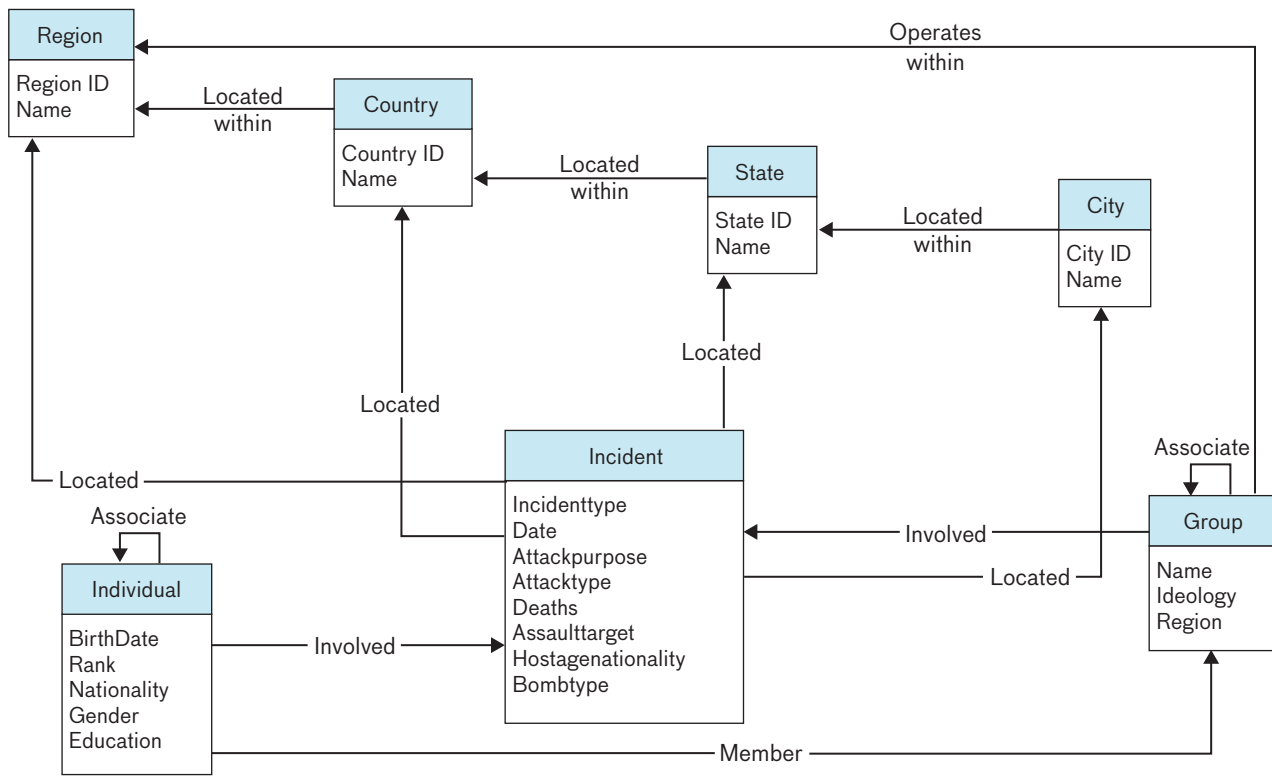 Region
Region ID
Name
Operates
within
Located
within
Country
Country ID
Name
Located
within
State
State ID
Name
Located
within
City
City ID
Name
Located
Located
Located
Incident
Incidenttype
Date
Attackpurpose
Attacktype
Deaths
Assaulttarget
Hostagenationality
Bombtype
Associate
Individual
BirthDate
Rank
Nationality
Gender
Education
Involved
Involved
Located
Associate
Group
Name
Ideology
Region
Member